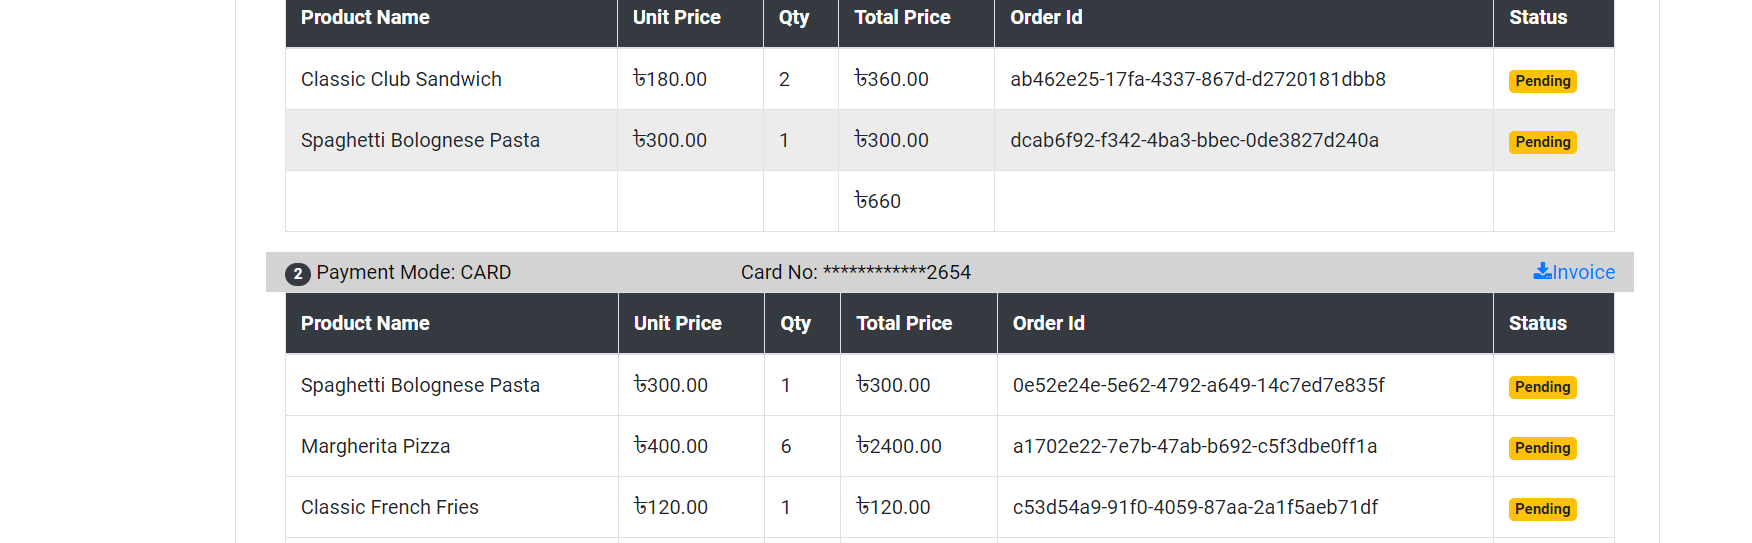 Product Name Unit Price Qty Total Price Order Id Status
Classic Club Sandwich ৳180.00 2 ৳360.00 ab462e25-17fa-4337-867d-d2720181dbb8 Pending
Spaghetti Bolognese Pasta ৳300.00 1 ৳300.00 dcab6f92-f342-4ba3-bbec-0de3827d240a Pending
৳660
2 Payment Mode: CARD Card No: ************2654 Invoice
Product Name Unit Price Qty Total Price Order Id Status
Spaghetti Bolognese Pasta ৳300.00 1 ৳300.00 0e52e24e-5e62-4792-a649-14c7ed7e835f Pending
Margherita Pizza ৳400.00 6 ৳2400.00 a1702e22-7e7b-47ab-b692-c5f3dbe0ff1a Pending
Classic French Fries ৳120.00 1 ৳120.00 c53d54a9-91f0-4059-87aa-2a1f5aeb71df Pending